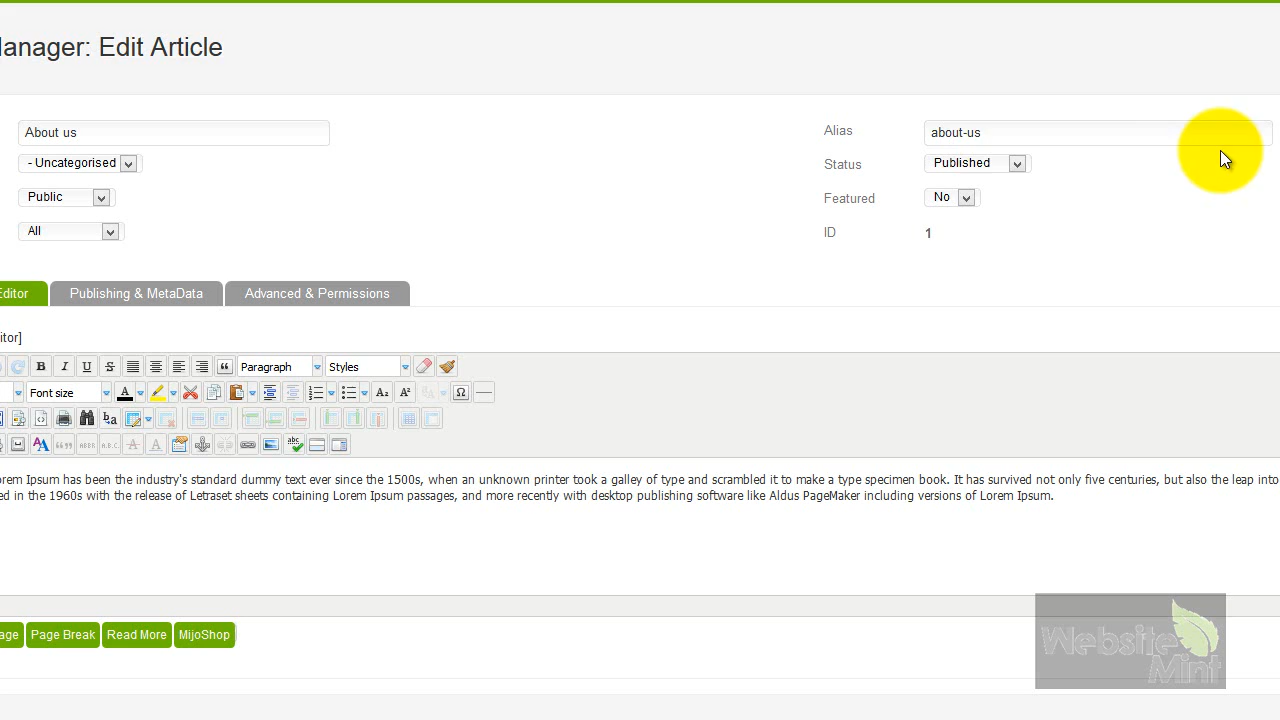 anager: Edit Article
About us
Alias
about-us
- Uncategorised
Status
Published
Public
Featured
No
All
ID
1
Editor
Publishing & MetaData
Advanced & Permissions
itor]
B I U S
Paragraph
Styles
Font size
A
A₂ A² Ω
orem Ipsum has been the industry's standard dummy text ever since the 1500s, when an unknown printer took a galley of type and scrambled it to make a type specimen book. It has survived not only five centuries, but also the leap into
ed in the 1960s with the release of Letraset sheets containing Lorem Ipsum passages, and more recently with desktop publishing software like Aldus PageMaker including versions of Lorem Ipsum.
age
Page Break
Read More
MijoShop
Website
Mint